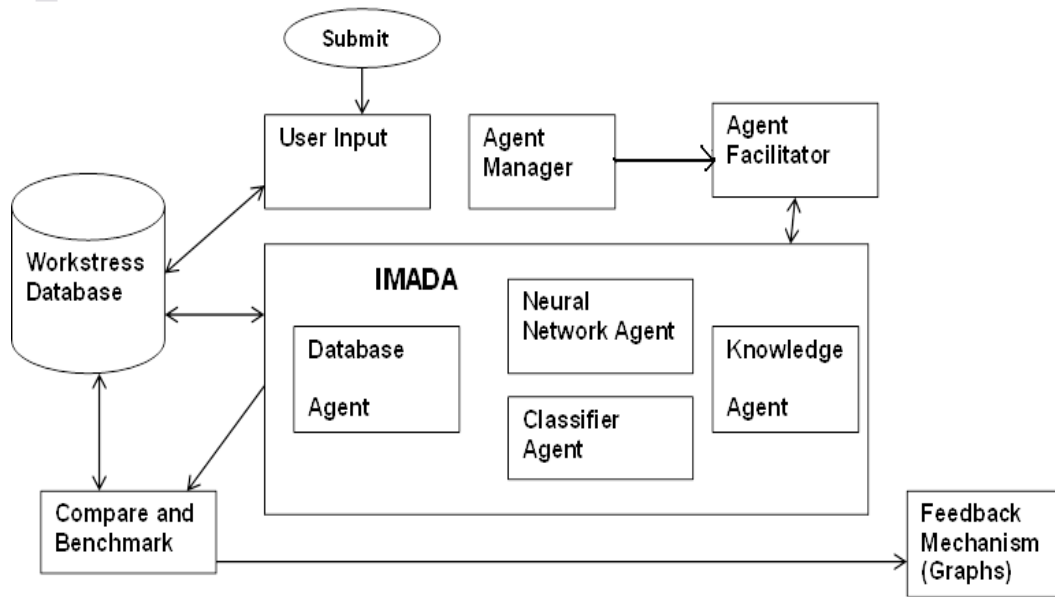 Submit
User Input
Agent
Manager
Agent
Facilitator
Workstress
Database
IMADA
Database
Agent
Neural
Network Agent
Classifier
Agent
Knowledge
Agent
Compare and
Benchmark
Feedback
Mechanism
(Graphs)